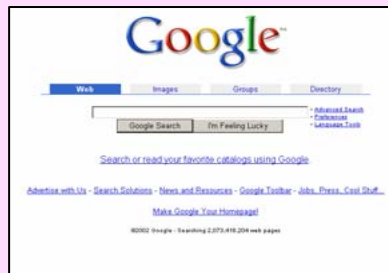 Google™
Web Images Groups Directory
• Advanced Search
• Preferences
• Language Tools
Google Search I'm Feeling Lucky
Search or read your favorite catalogs using Google.
Advertise with Us - Search Solutions - News and Resources - Google Toolbar - Jobs, Press, Cool Stuff...
Make Google Your Homepage!
©2002 Google - Searching 2,073,418,204 web pages